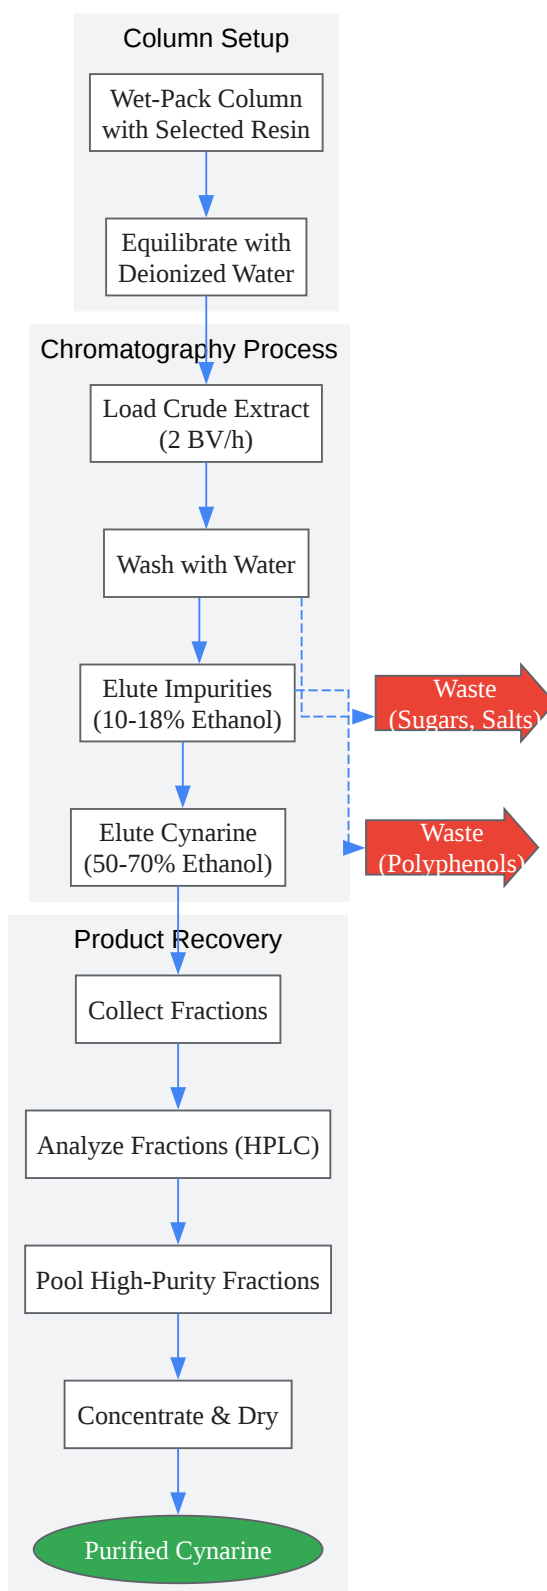 Column Setup
Wet-Pack Column
with Selected Resin
Equilibrate with
Deionized Water
Chromatography Process
Load Crude Extract
(2 BV/h)
Wash with Water
Elute Impurities
(10-18% Ethanol)
Waste
(Sugars, Salts)
Elute Cynarine
(50-70% Ethanol)
Waste
(Polyphenols)
Product Recovery
Collect Fractions
Analyze Fractions (HPLC)
Pool High-Purity Fractions
Concentrate & Dry
Purified Cynarine